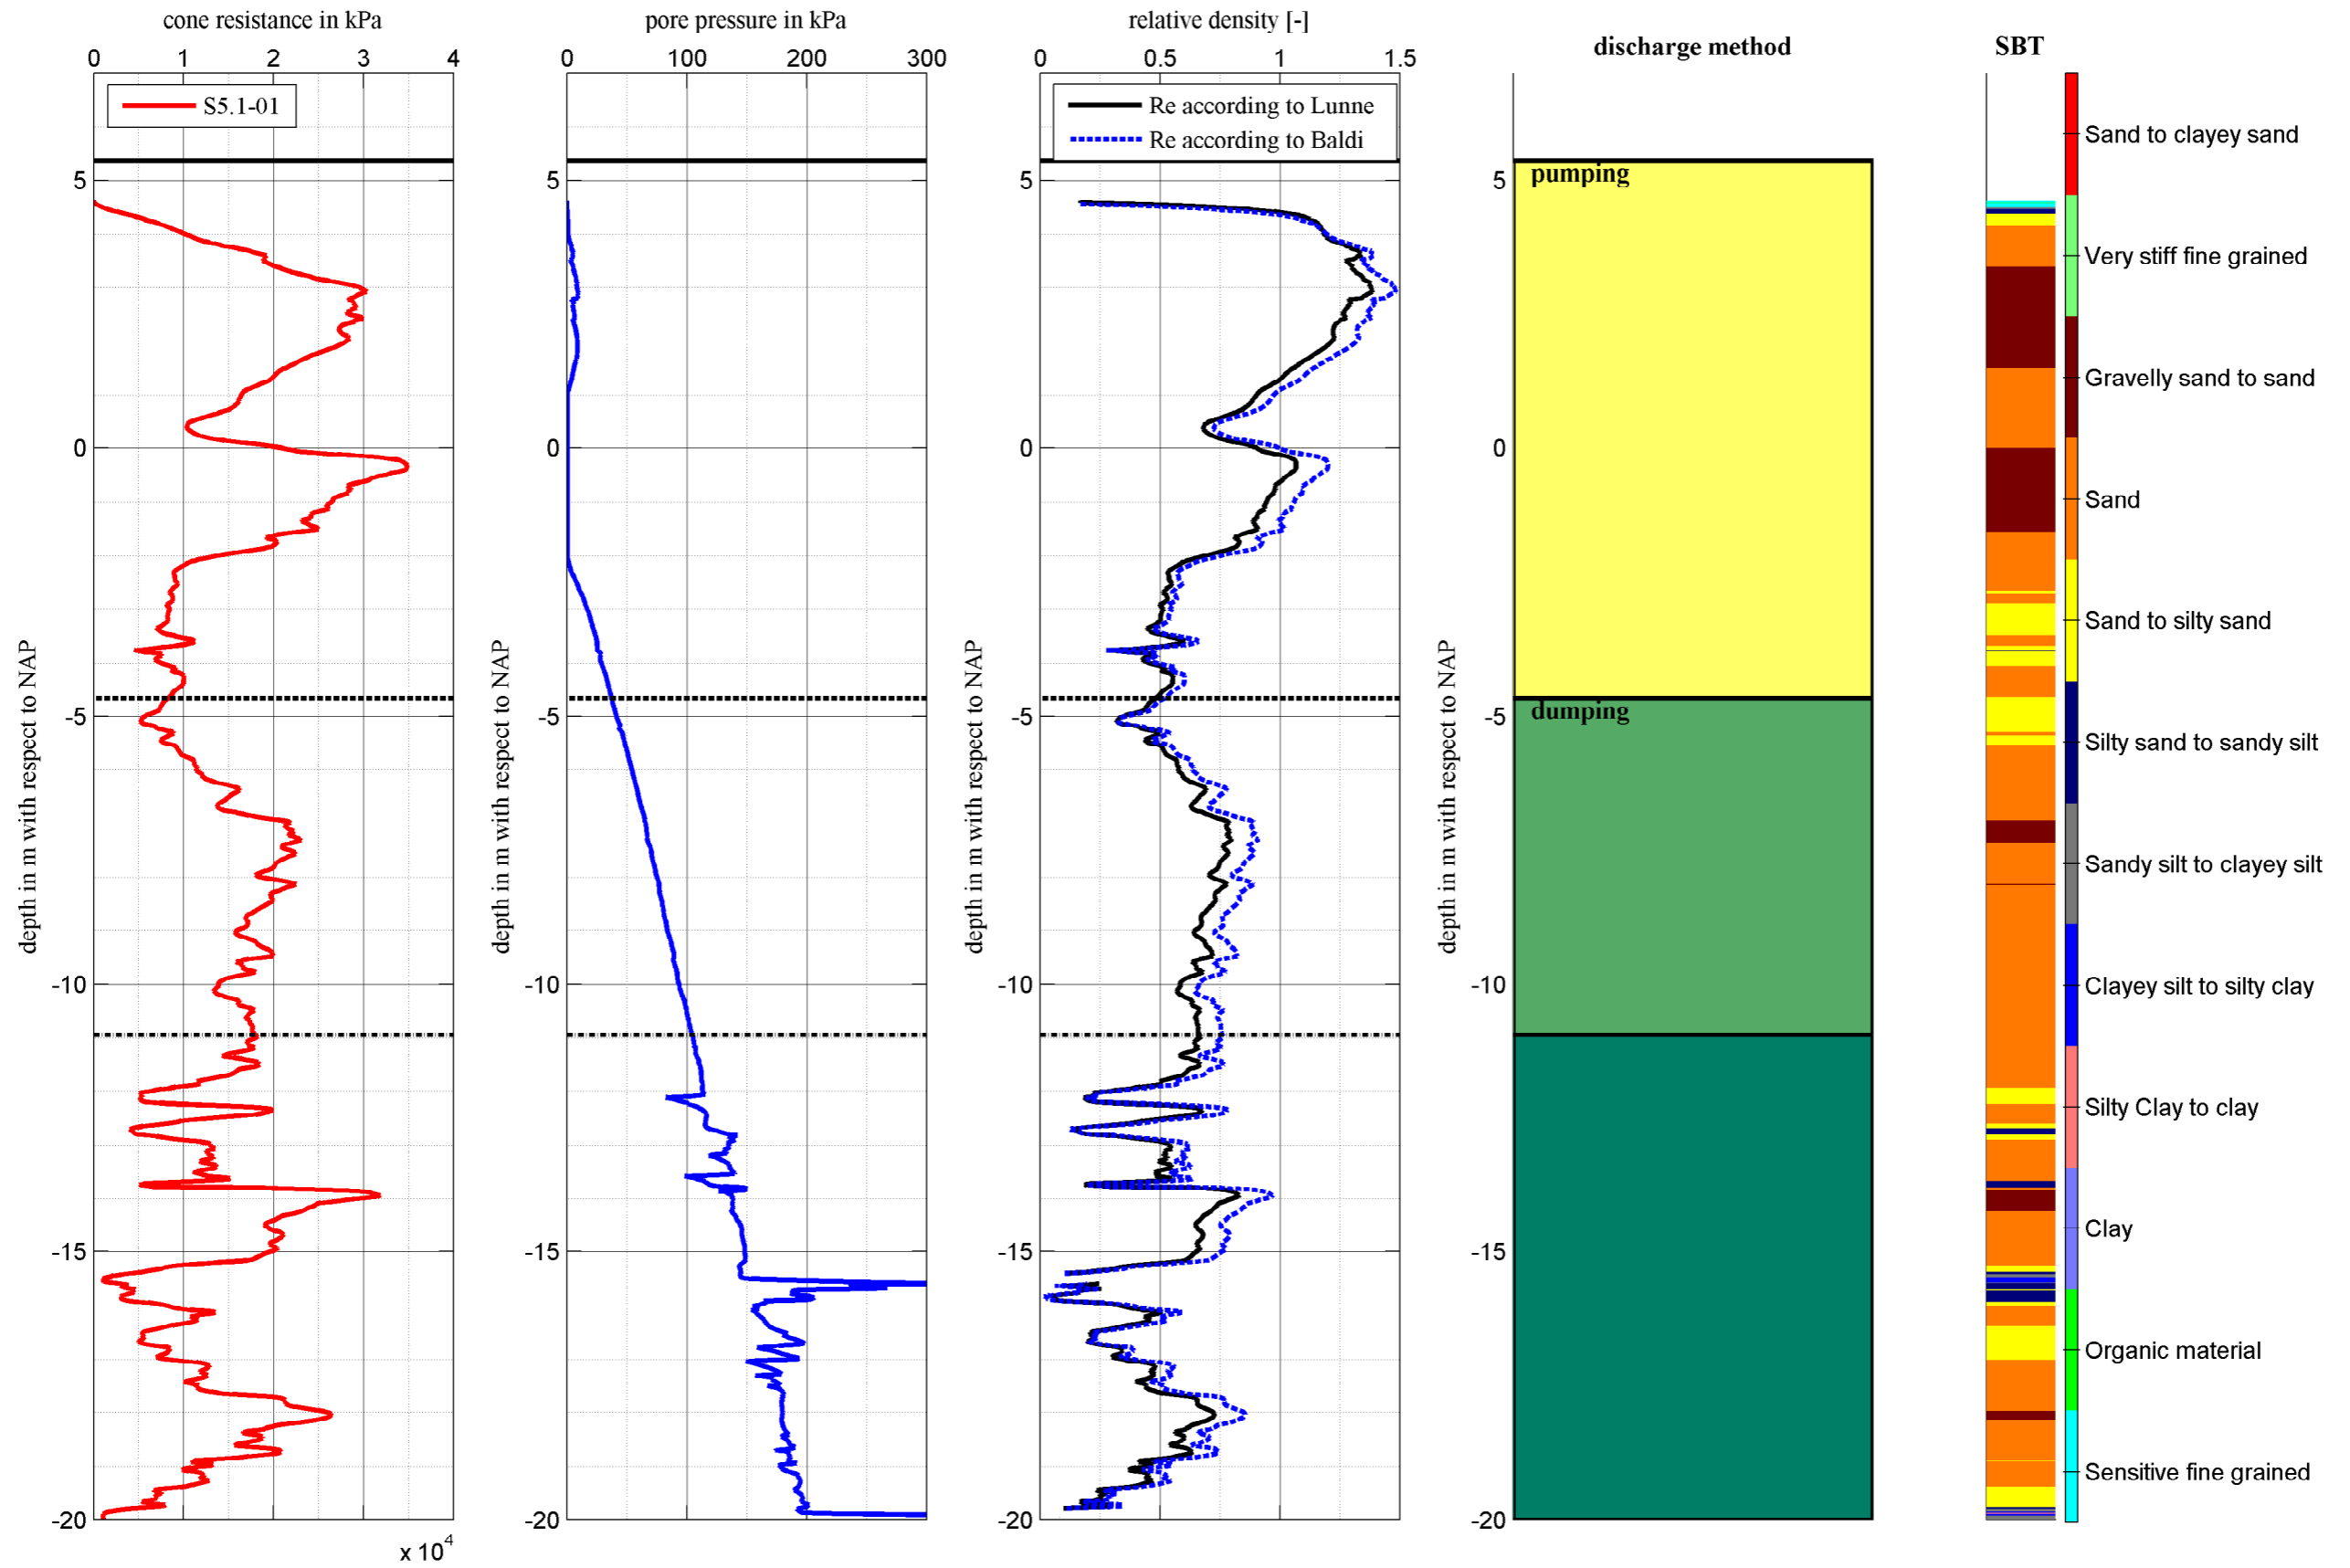 cone resistance in kPa
0 1 2 3 4
S5.1-01
5
0
-5
-10
-15
-20
x 10^4
depth in m with respect to NAP
pore pressure in kPa
0 100 200 300
5
0
-5
-10
-15
-20
depth in m with respect to NAP
relative density [-]
0 0.5 1 1.5
Re according to Lunne
Re according to Baldi
5
0
-5
-10
-15
-20
depth in m with respect to NAP
discharge method
pumping
dumping
5
0
-5
-10
-15
-20
depth in m with respect to NAP
SBT
Sand to clayey sand
Very stiff fine grained
Gravelly sand to sand
Sand
Sand to silty sand
Silty sand to sandy silt
Sandy silt to clayey silt
Clayey silt to silty clay
Silty Clay to clay
Clay
Organic material
Sensitive fine grained